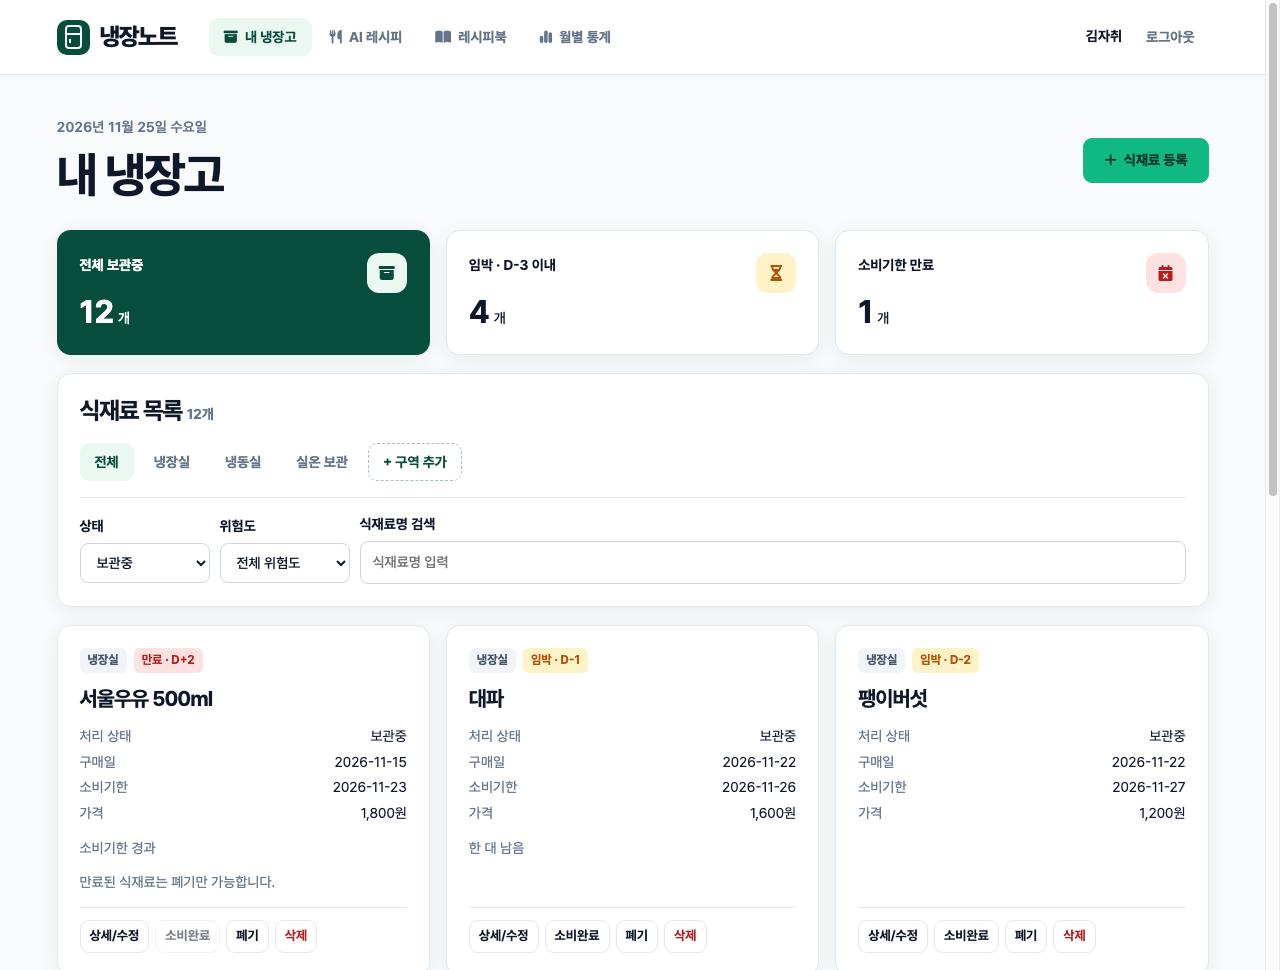 냉장노트
내 냉장고
AI 레시피
레시피북
월별 통계
김자취
로그아웃
2026년 11월 25일 수요일
내 냉장고
+ 식재료 등록
전체 보관중
12 개
임박 · D-3 이내
4 개
소비기한 만료
1 개
식재료 목록 12개
전체
냉장실
냉동실
실온 보관
+ 구역 추가
상태
보관중
위험도
전체 위험도
식재료명 검색
식재료명 입력
냉장실
만료 · D+2
서울우유 500ml
처리 상태 보관중
구매일 2026-11-15
소비기한 2026-11-23
가격 1,800원
소비기한 경과
만료된 식재료는 폐기만 가능합니다.
상세/수정
소비완료
폐기
삭제
냉장실
임박 · D-1
대파
처리 상태 보관중
구매일 2026-11-22
소비기한 2026-11-26
가격 1,600원
한 대 남음
상세/수정
소비완료
폐기
삭제
냉장실
임박 · D-2
팽이버섯
처리 상태 보관중
구매일 2026-11-22
소비기한 2026-11-27
가격 1,200원
상세/수정
소비완료
폐기
삭제